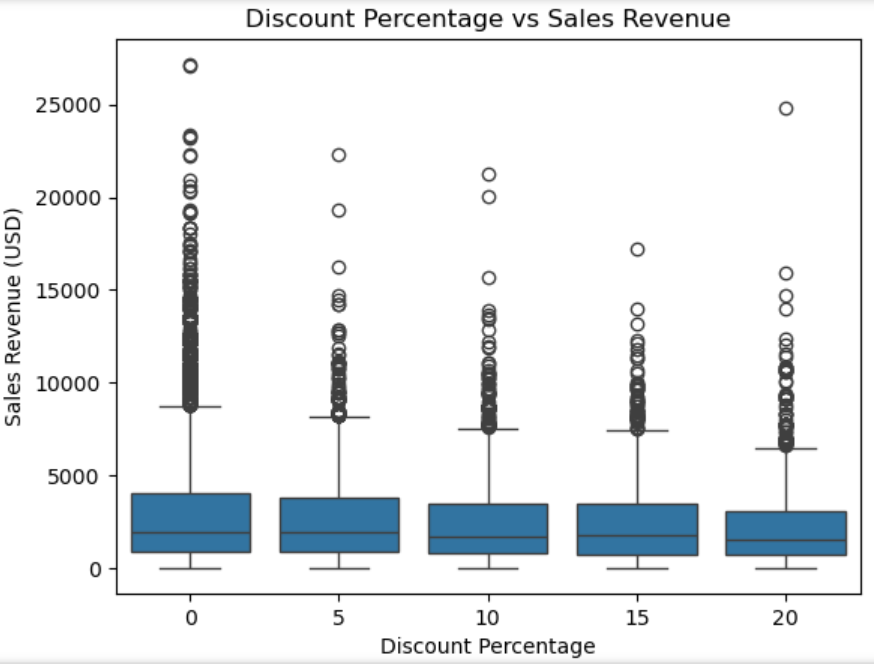 Discount Percentage vs Sales Revenue
Sales Revenue (USD)
25000
20000
15000
10000
5000
0
0 5 10 15 20
Discount Percentage